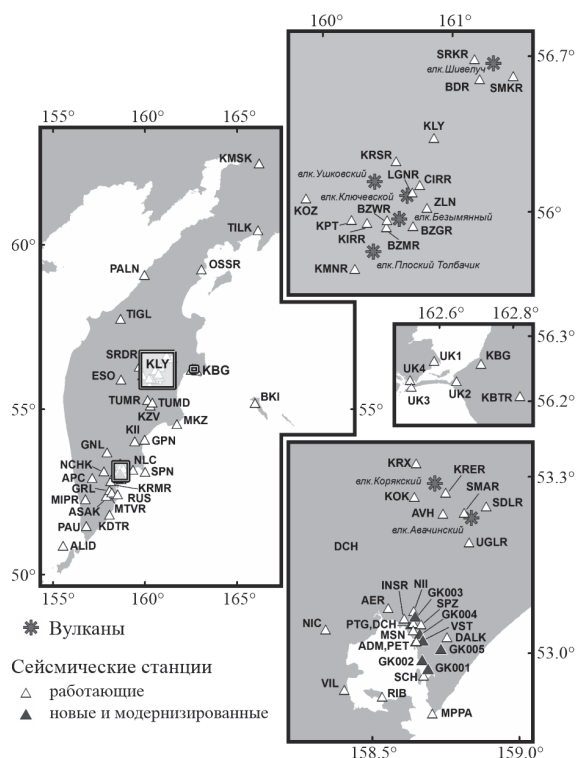 155° 160° 165°
KMSK
TILK
60°
OSSR
PALN
TIGL
SRDR
KLY
KBG
ESO
TUMR
TUMD
KZV
BKI
55°
55°
MKZ
KII
GPN
GNL
NLC
NCHK
SPN
APC
KRMR
GRL
RUS
MIPR
ASAK
MTVR
PAU
KDTR
ALID
50°
155° 160° 165°
160° 161°
SRKR
56.7°
влк.Шивелуч
BDR
SMKR
KLY
KRSR
LGNR
влк.Ушковский
CIRR
влк.Ключевской
ZLN
KOZ
BZWR
влк.Безымянный
56°
KPT
BZGR
KIRR
BZMR
влк.Плоский Толбачик
KMNR
162.6° 162.8°
56.3°
UK1
KBG
UK4
UK3
UK2
KBTR
56.2°
KRX
53.3°
влк.Корякский
KRER
KOK
SMAR
SDLR
AVH
влк.Авачинский
UGLR
DCH
INSR
NII
GK003
AER
SPZ
GK004
NIC
PTG,DCH
VST
MSN
DALK
ADM,PET
GK005
53.0°
GK002
GK001
SCH
VIL
RIB
MPPA
158.5° 159.0°
Вулканы
Сейсмические станции
работающие
новые и модернизированные